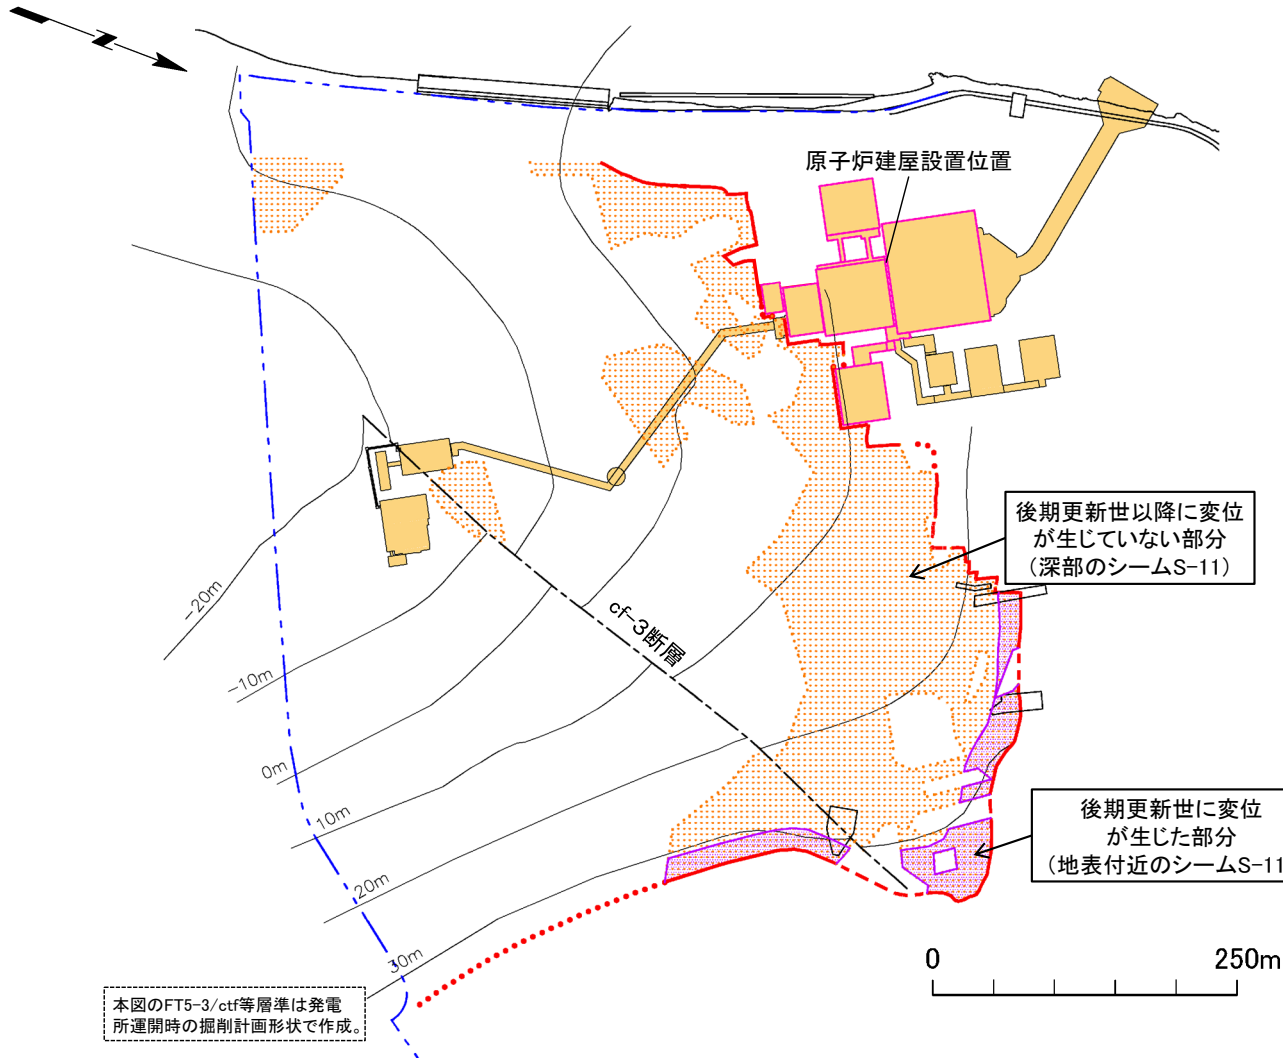 原子炉建屋設置位置
後期更新世以降に変位
が生じていない部分
(深部のシームS-11)
-20m
cf-3断層
-10m
0m
10m
後期更新世に変位
が生じた部分
(地表付近のシームS-11
20m
30m
0 250m
本図のFT5-3/ctf等層準は発電
所運開時の掘削計画形状で作成。